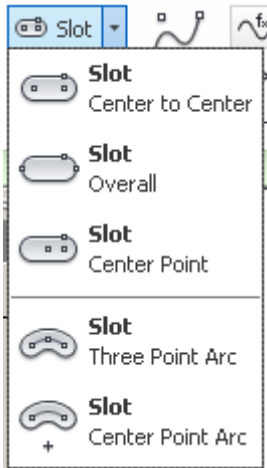 Slot
Slot
Center to Center
Slot
Overall
Slot
Center Point
Slot
Three Point Arc
Slot
Center Point Arc